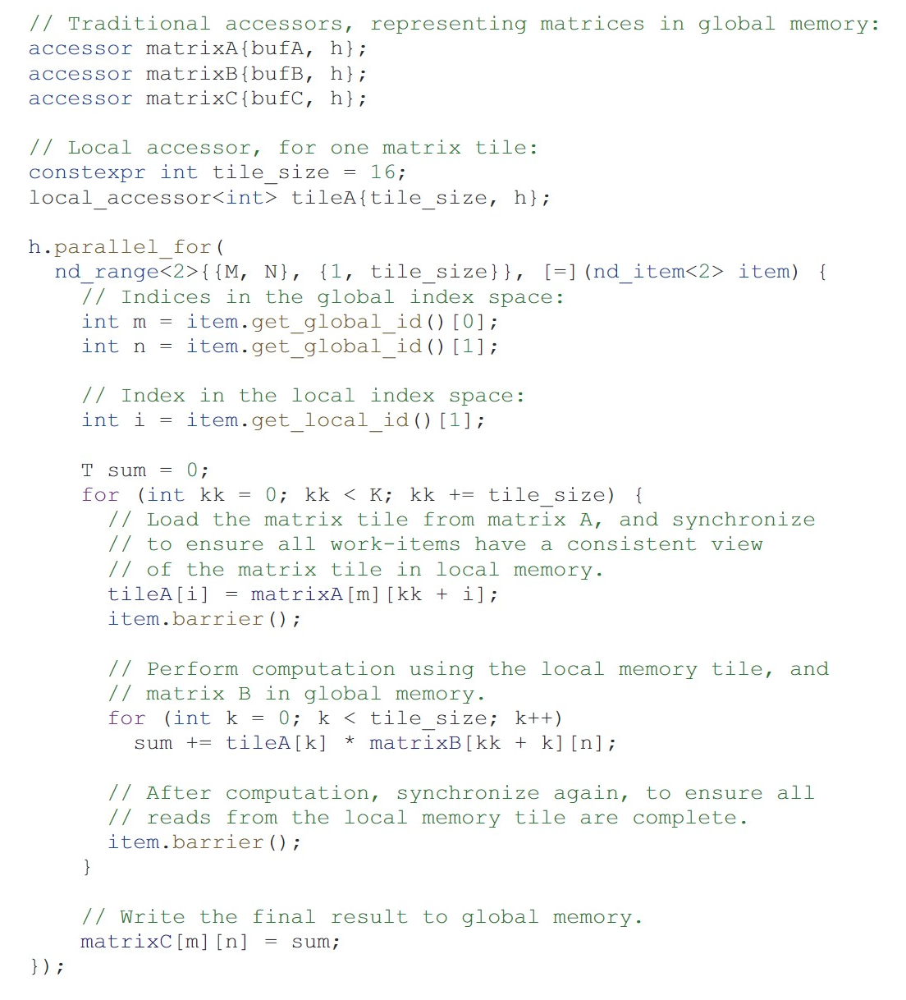 // Traditional accessors, representing matrices in global memory:
accessor matrixA{bufA, h};
accessor matrixB{bufB, h};
accessor matrixC{bufC, h};

// Local accessor, for one matrix tile:
constexpr int tile_size = 16;
local_accessor<int> tileA{tile_size, h};

h.parallel_for(
  nd_range<2>{{M, N}, {1, tile_size}}, [=](nd_item<2> item) {
    // Indices in the global index space:
    int m = item.get_global_id()[0];
    int n = item.get_global_id()[1];

    // Index in the local index space:
    int i = item.get_local_id()[1];

    T sum = 0;
    for (int kk = 0; kk < K; kk += tile_size) {
      // Load the matrix tile from matrix A, and synchronize
      // to ensure all work-items have a consistent view
      // of the matrix tile in local memory.
      tileA[i] = matrixA[m][kk + i];
      item.barrier();

      // Perform computation using the local memory tile, and
      // matrix B in global memory.
      for (int k = 0; k < tile_size; k++)
        sum += tileA[k] * matrixB[kk + k][n];

      // After computation, synchronize again, to ensure all
      // reads from the local memory tile are complete.
      item.barrier();
    }

    // Write the final result to global memory.
    matrixC[m][n] = sum;
});